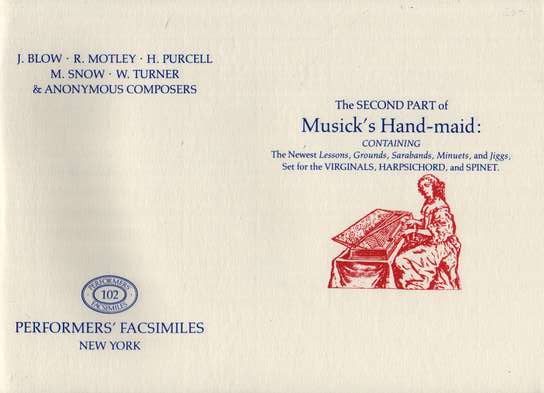 J. BLOW · R. MOTLEY · H. PURCELL
M. SNOW · W. TURNER
& ANONYMOUS COMPOSERS
PERFORMERS'
102
FACSIMILES
PERFORMERS' FACSIMILES
NEW YORK
The SECOND PART of
Musick's Hand-maid:
CONTAINING
The Newest Lessons, Grounds, Sarabands, Minuets, and Jiggs,
Set for the VIRGINALS, HARPSICHORD, and SPINET.